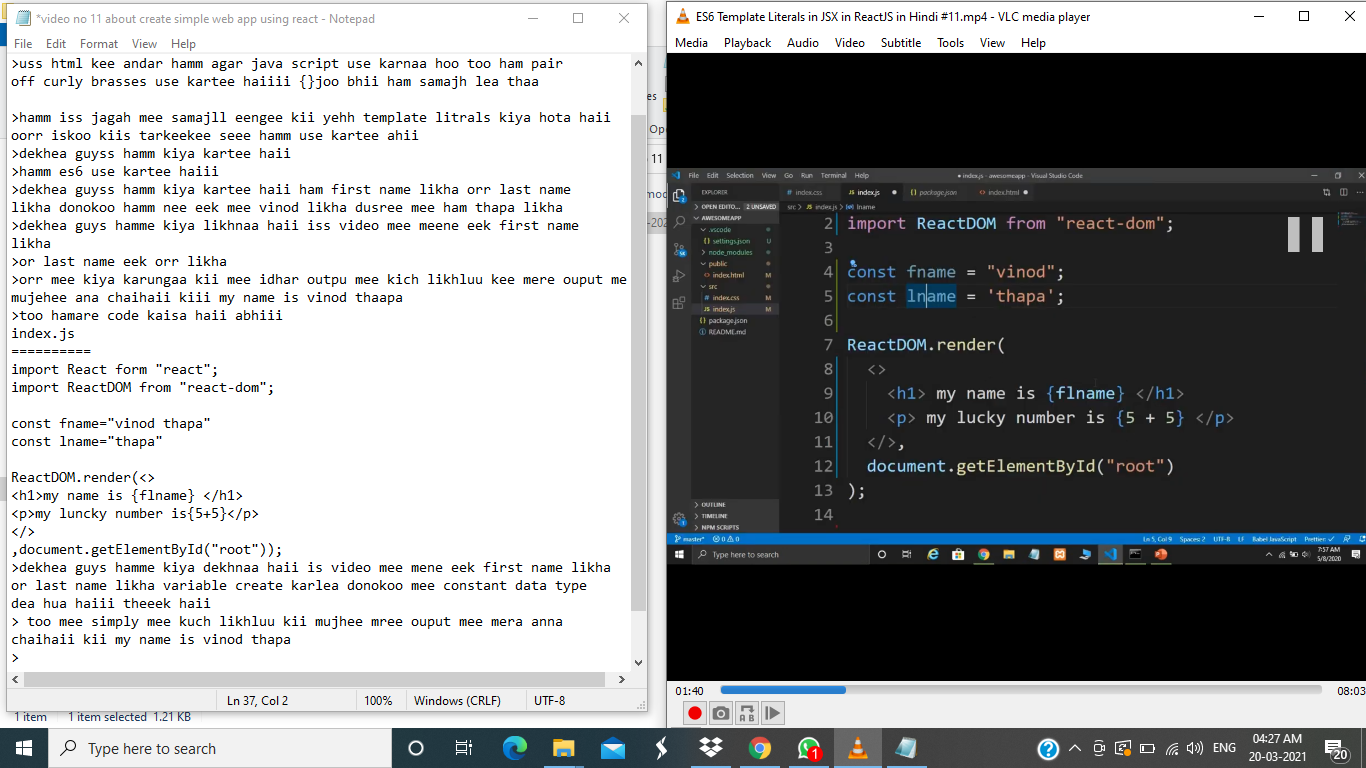 *video no 11 about create simple web app using react - Notepad
File Edit Format View Help
>uss html kee andar hamm agar java script use karnaa hoo too ham pair
off curly brasses use kartee haiiii {}joo bhii ham samajh lea thaa
>hamm iss jagah mee samajll eengee kii yehh template litrals kiya hota haii
oorr iskoo kiis tarkeekee seee hamm use kartee ahii
>dekhea guyss hamm kiya kartee haii
>hamm es6 use kartee haiii
>dekhea guyss hamm kiya kartee haii ham first name likha orr last name
likha donokoo hamm nee eek mee vinod likha dusree mee ham thapa likha
>dekhea guyss hamme kiya likhnaa haii iss video mee meene eek first name
likha
>or last name eek orr likha
>orr mee kiya karungaa kii mee idhar outpu mee kich likhluu kee mere ouput me
mujehee ana chaihaii kiii my name is vinod thaapa
>too hamare code kaisa haii abhiii
index.js
==========
import React form "react";
import ReactDOM from "react-dom";
const fname="vinod thapa"
const lname="thapa"
ReactDOM.render(<>
<h1>my name is {flname} </h1>
<p>my luncky number is{5+5}</p>
</>
,document.getElementById("root"));
>dekhea guys hamme kiya dekhnaa haii is video mee mene eek first name likha
or last name likha variable create karlea donokoo mee constant data type
dea hua haiii theeek haii
> too mee simply mee kuch likhluu kii mujhee mree ouput mee mera anna
chaihaii kii my name is vinod thapa
>
Ln 37, Col 2 100% Windows (CRLF) UTF-8
1 item 1 item selected 1.21 KB
es
Op
11
mod
-202
ES6 Template Literals in JSX in ReactJS in Hindi #11.mp4 - VLC media player
Media Playback Audio Video Subtitle Tools View Help
File Edit Selection View Go Run Terminal Help
● index.js - awesomeapp - Visual Studio Code
EXPLORER
index.css index.js package.json index.html
OPEN EDITO... 2 UNSAVED
src > index.js > lname
AWESOMEAPP
.vscode
settings.json U
node_modules
public
index.html M
src
index.css M
index.js M
package.json
README.md
OUTLINE
TIMELINE
NPM SCRIPTS
2 import ReactDOM from "react-dom";
3
4 const fname = "vinod";
5 const lname = 'thapa';
6
7 ReactDOM.render(
8 <>
9 <h1> my name is {flname} </h1>
10 <p> my lucky number is {5 + 5} </p>
11 </>,
12 document.getElementById("root")
13 );
14
master* 0 0 Ln 5, Col 9 Spaces: 2 UTF-8 LF Babel JavaScript Prettier: ✓
Type here to search
7:57 AM
5/8/2020
01:40 08:03
Type here to search
1
ENG
04:27 AM
20-03-2021
20